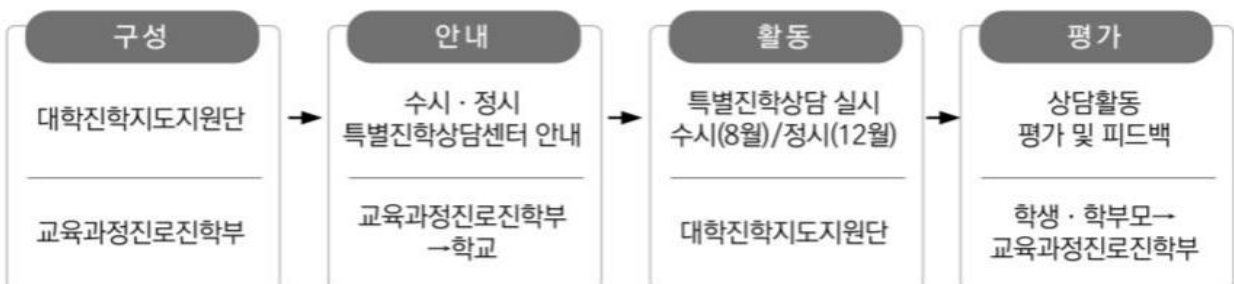 구성
대학진학지도지원단
교육과정진로진학부
안내
수시 · 정시
특별진학상담센터 안내
교육과정진로진학부
→학교
활동
특별진학상담 실시
수시(8월)/정시(12월)
대학진학지도지원단
평가
상담활동
평가 및 피드백
학생 · 학부모→
교육과정진로진학부